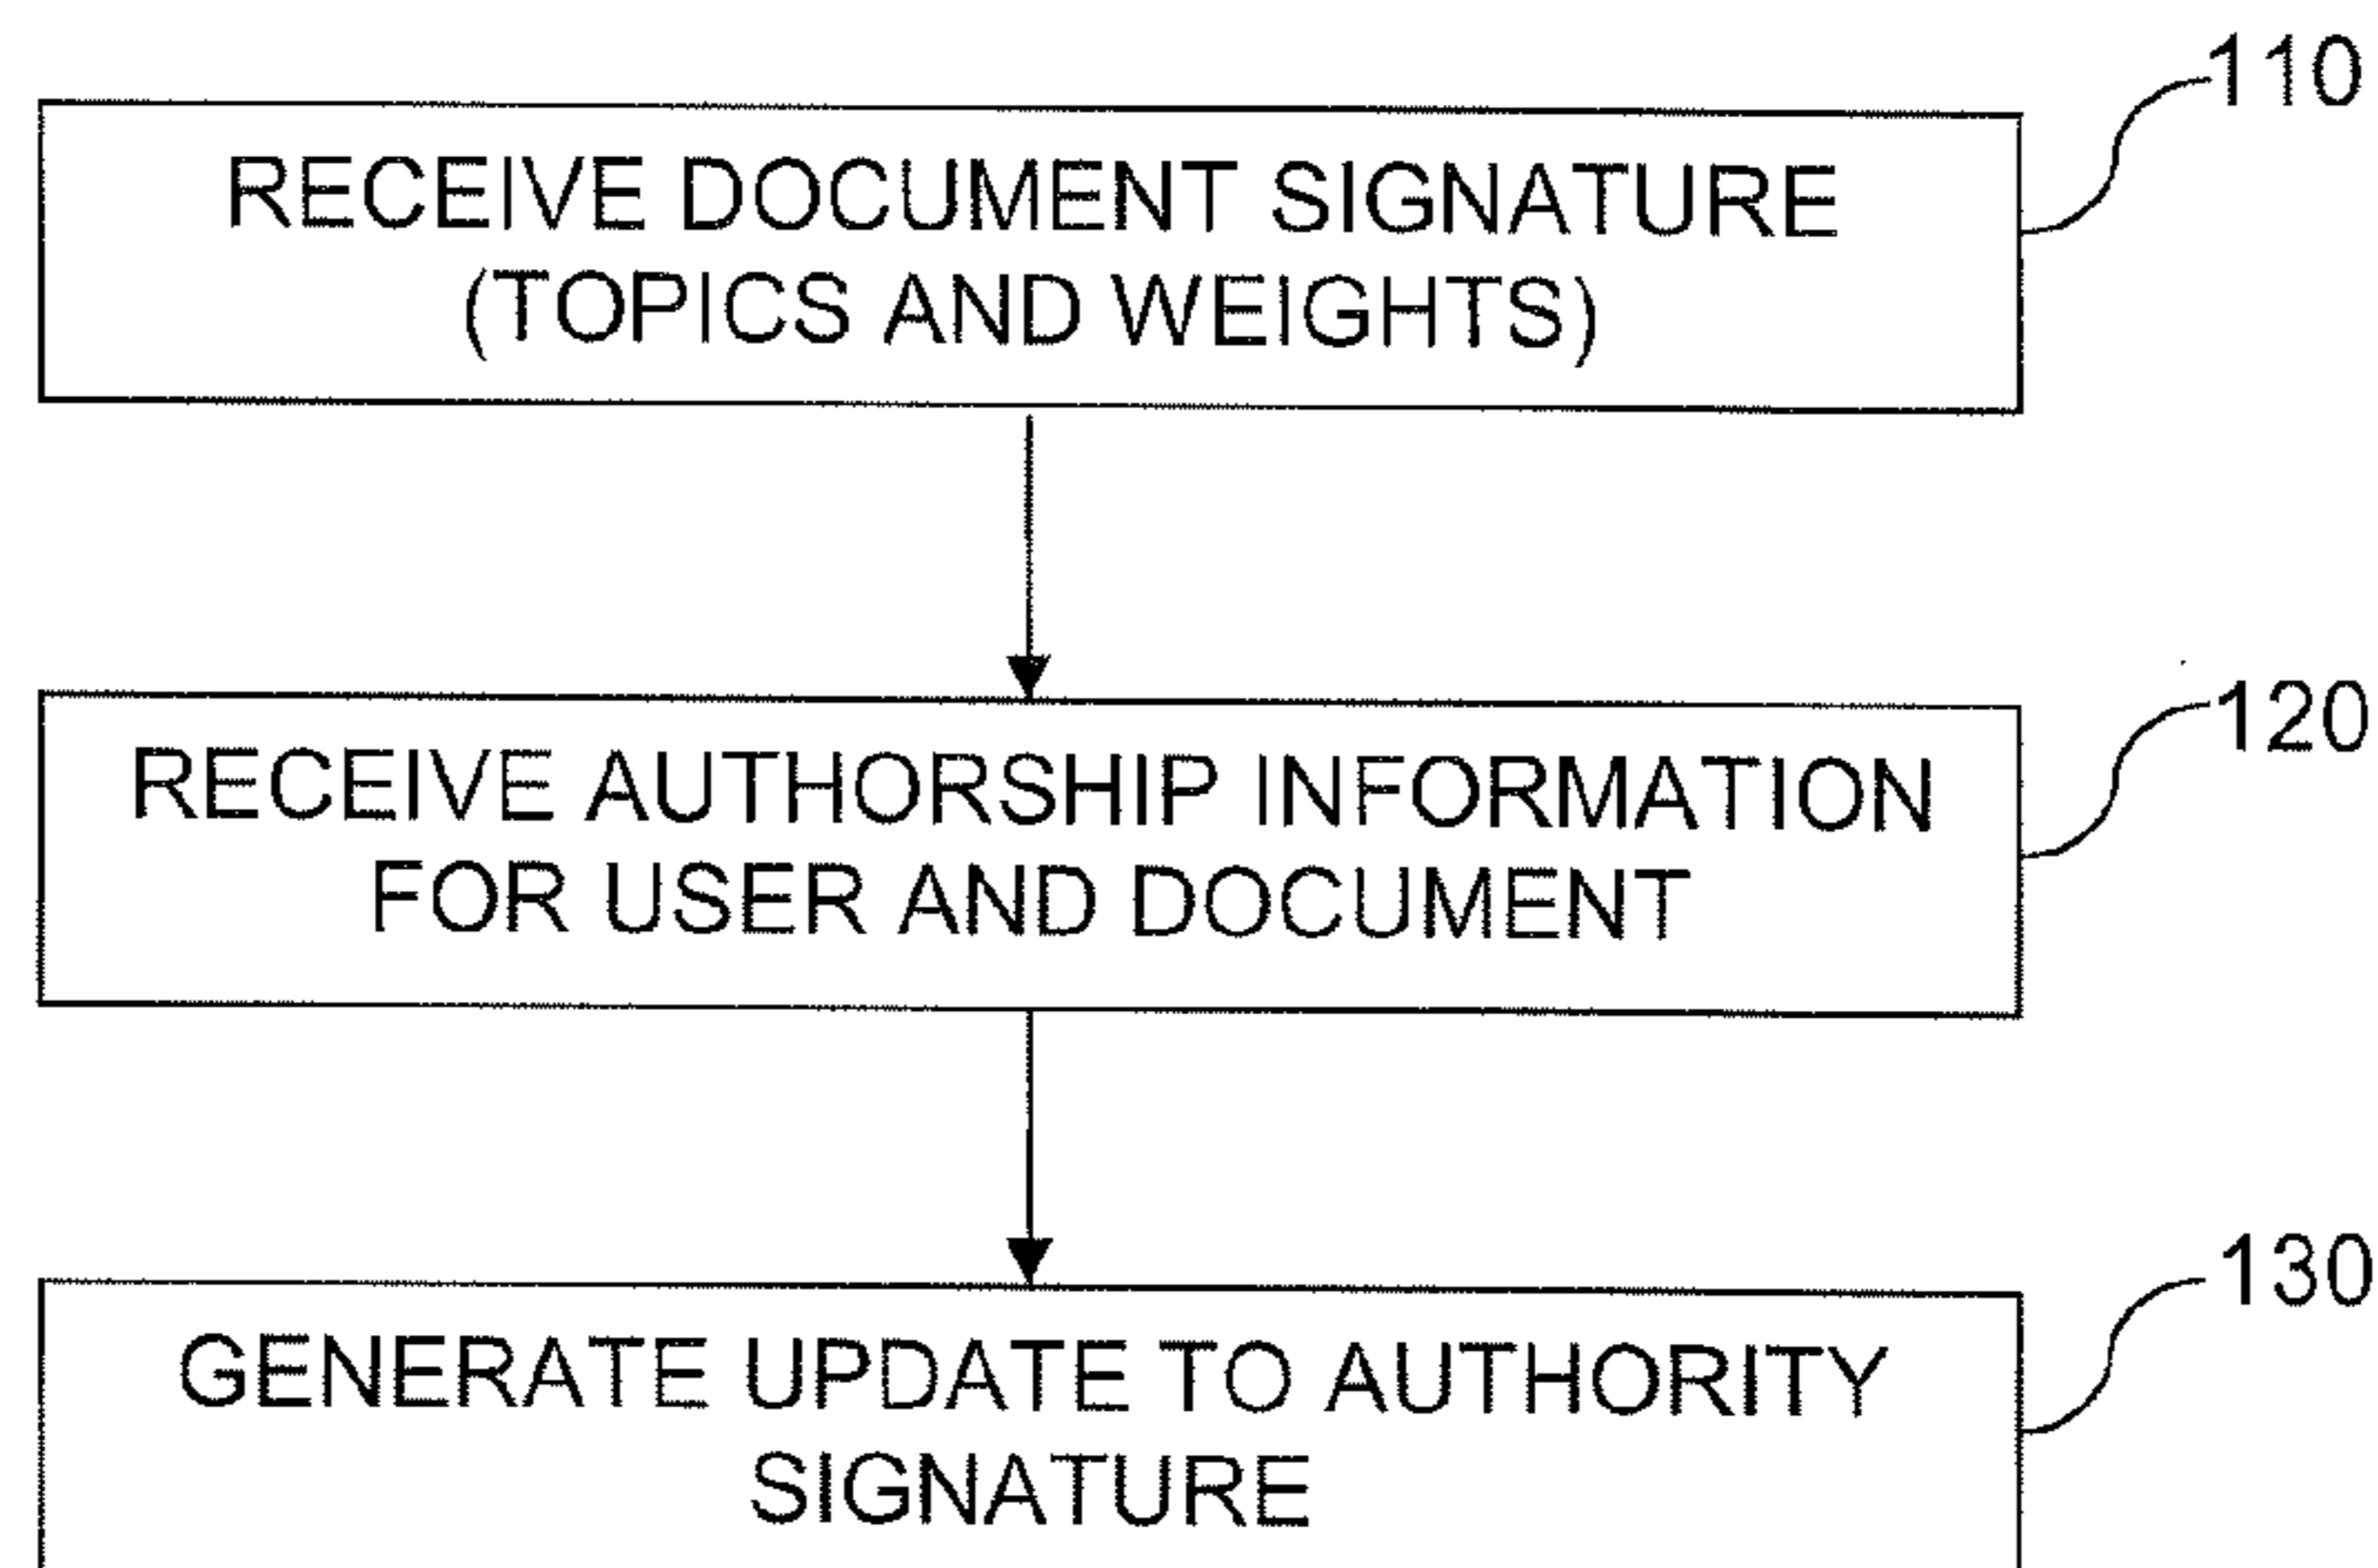 110
RECEIVE DOCUMENT SIGNATURE
(TOPICS AND WEIGHTS)
120
RECEIVE AUTHORSHIP INFORMATION
FOR USER AND DOCUMENT
130
GENERATE UPDATE TO AUTHORITY
SIGNATURE